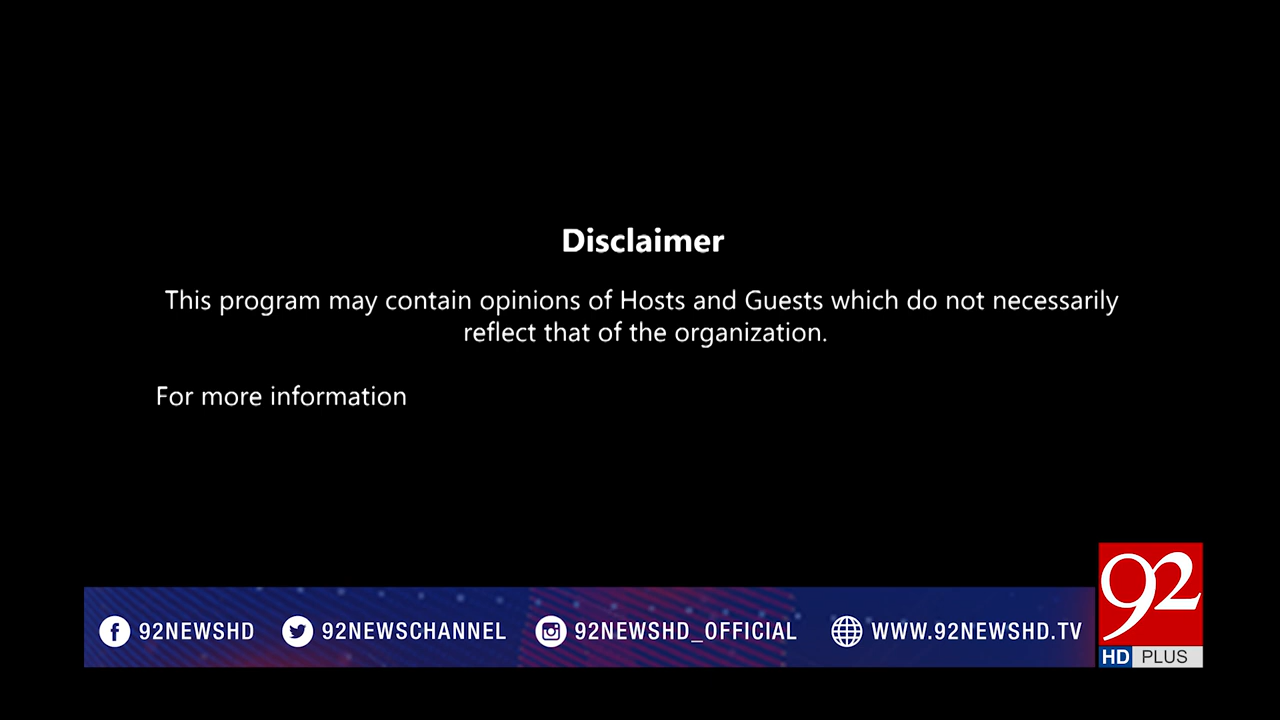 Disclaimer
This program may contain opinions of Hosts and Guests which do not necessarily
reflect that of the organization.
For more information
92NEWSHD 92NEWSCHANNEL 92NEWSHD_OFFICIAL WWW.92NEWSHD.TV
92
HD PLUS